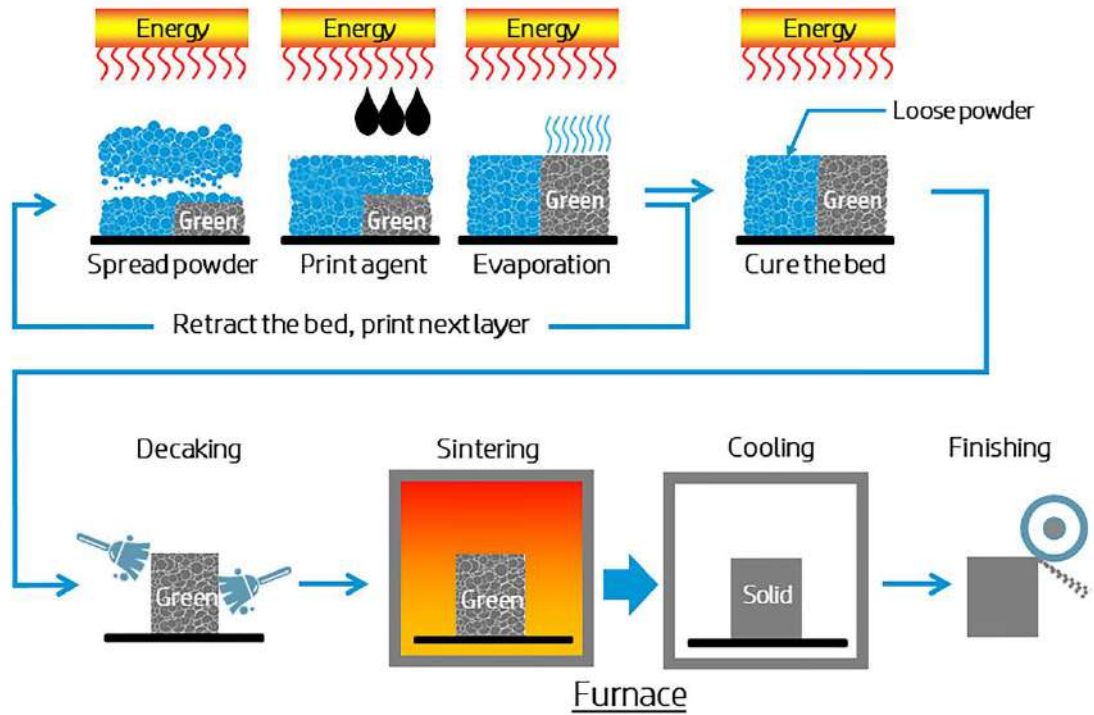 Energy
Energy
Energy
Energy
Loose powder
Green
Green
Green
Green
Spread powder
Print agent
Evaporation
Cure the bed
Retract the bed, print next layer
Decaking
Sintering
Cooling
Finishing
Green
Green
Solid
Furnace